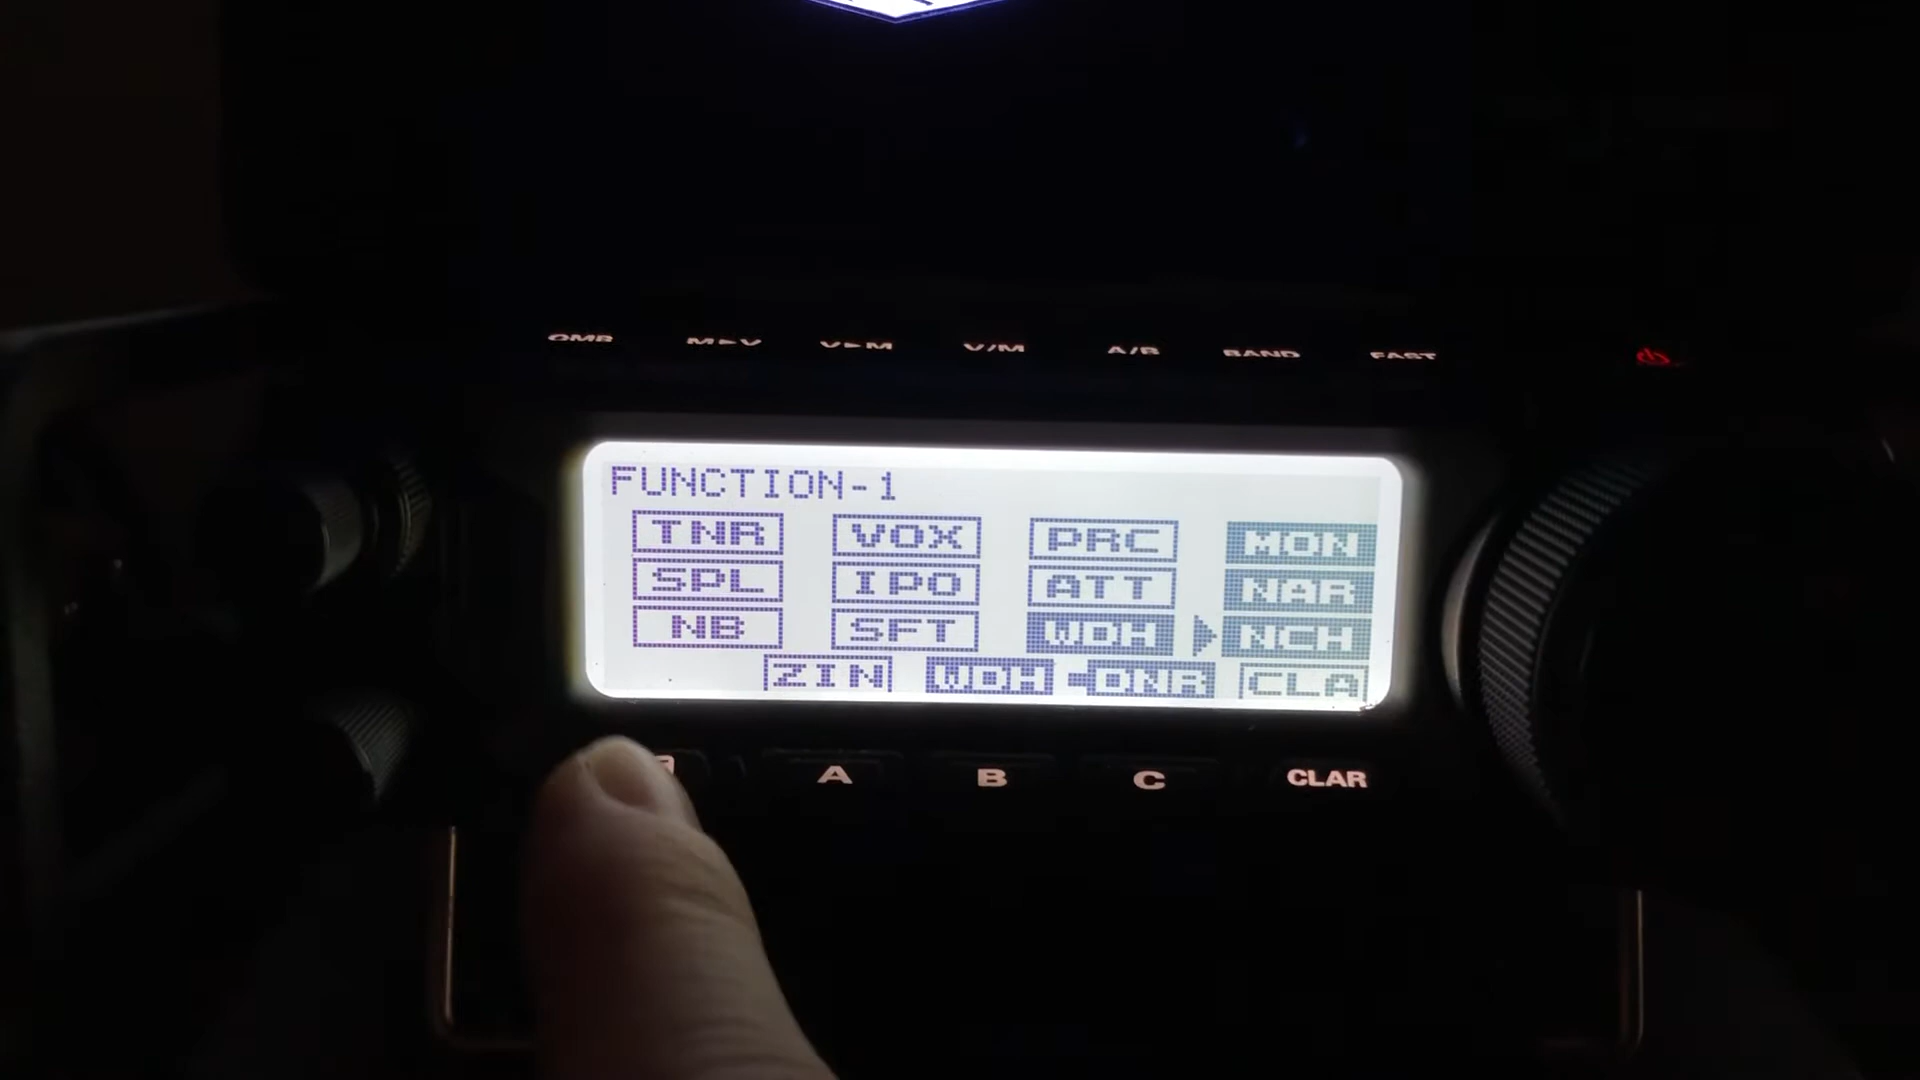 QMB M►V V►M V/M A/B BAND FAST
FUNCTION-1
TNR VOX PRC MON
SPL IPO ATT NAR
NB SFT WDH NCH
ZIN WDH DNR CLA
A B C CLAR